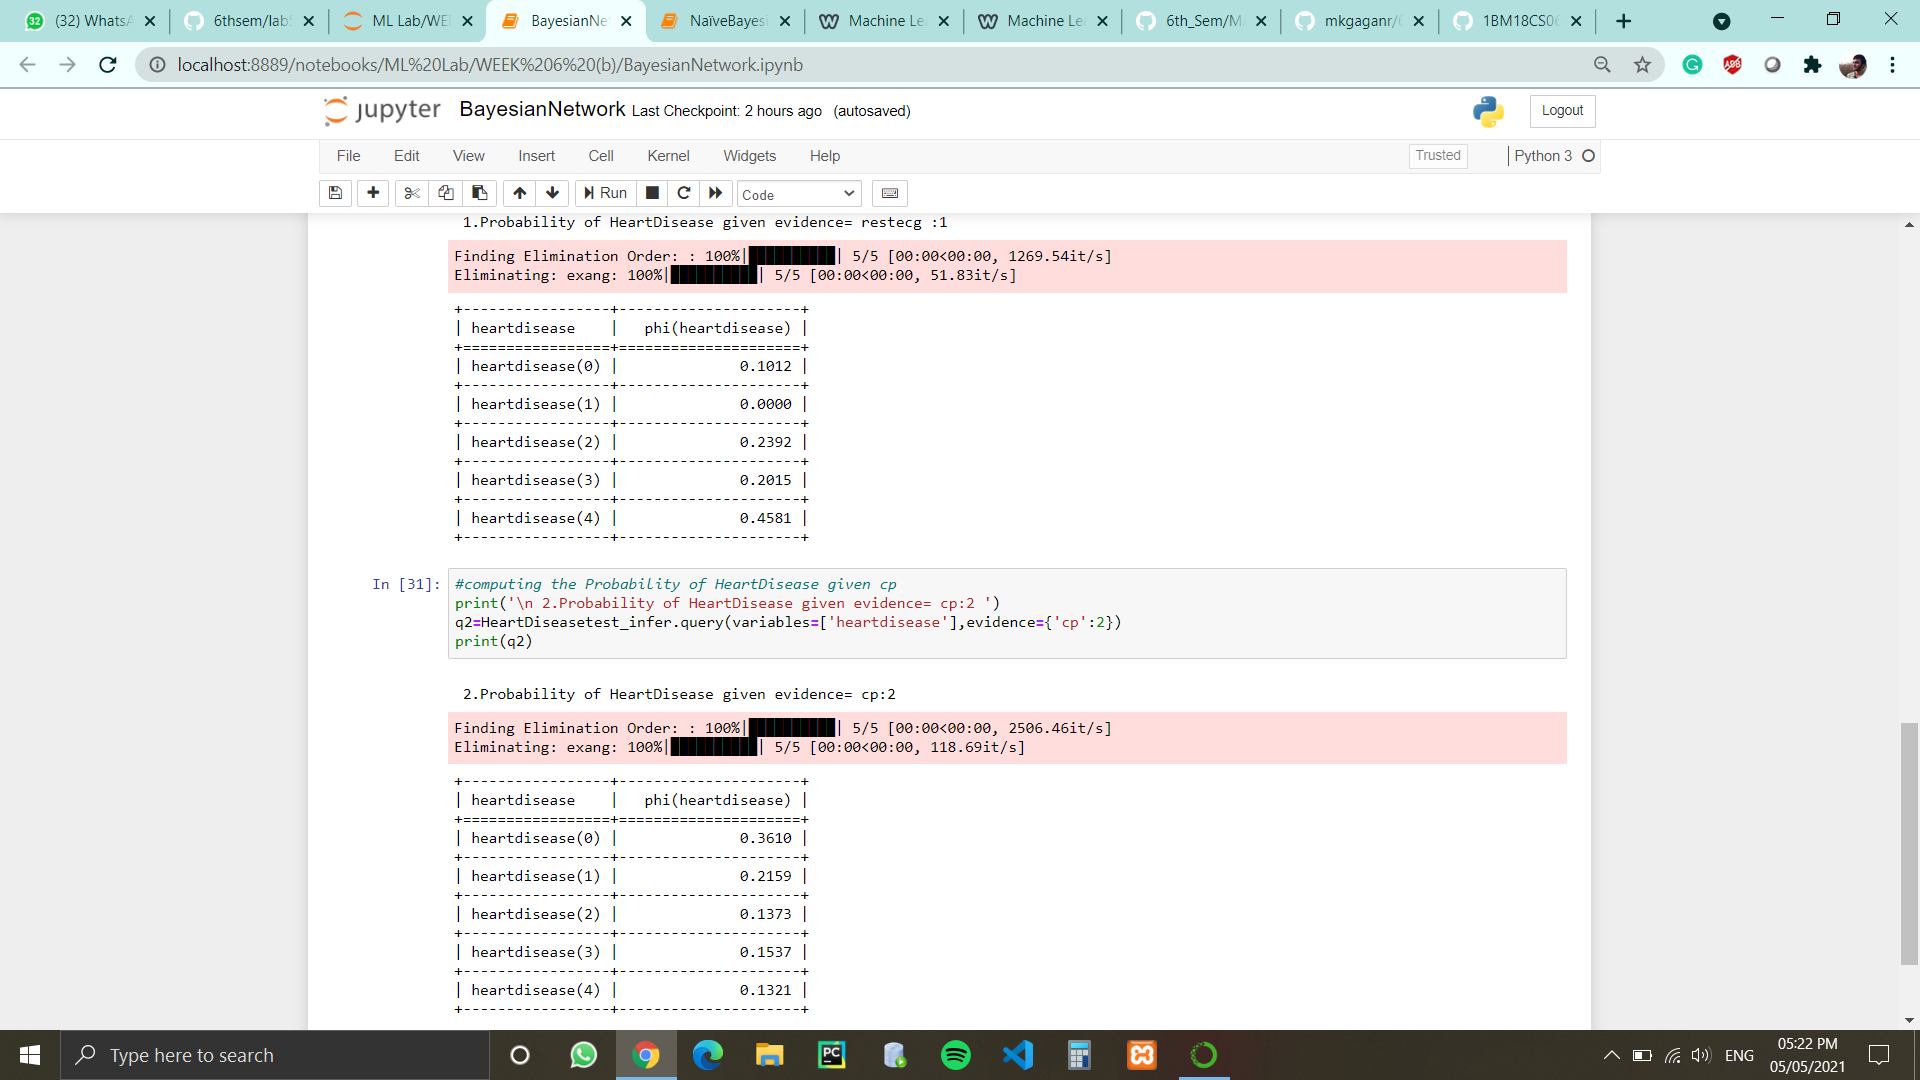 (32) WhatsA
6thsem/lab
ML Lab/WE
BayesianNe
NaïveBayesi
Machine Le
Machine Le
6th_Sem/M
mkgaganr/6
1BM18CS06
localhost:8889/notebooks/ML%20Lab/WEEK%206%20(b)/BayesianNetwork.ipynb
jupyter BayesianNetwork Last Checkpoint: 2 hours ago (autosaved)
Logout
File Edit View Insert Cell Kernel Widgets Help
Trusted
Python 3
Run
Code
1.Probability of HeartDisease given evidence= restecg :1
Finding Elimination Order: : 100%|██████████| 5/5 [00:00<00:00, 1269.54it/s]
Eliminating: exang: 100%|██████████| 5/5 [00:00<00:00, 51.83it/s]
+-----------------+---------------------+
| heartdisease    |   phi(heartdisease) |
+=================+=====================+
| heartdisease(0) |              0.1012 |
+-----------------+---------------------+
| heartdisease(1) |              0.0000 |
+-----------------+---------------------+
| heartdisease(2) |              0.2392 |
+-----------------+---------------------+
| heartdisease(3) |              0.2015 |
+-----------------+---------------------+
| heartdisease(4) |              0.4581 |
+-----------------+---------------------+
In [31]: #computing the Probability of HeartDisease given cp
print('\n 2.Probability of HeartDisease given evidence= cp:2 ')
q2=HeartDiseasetest_infer.query(variables=['heartdisease'],evidence={'cp':2})
print(q2)
2.Probability of HeartDisease given evidence= cp:2
Finding Elimination Order: : 100%|██████████| 5/5 [00:00<00:00, 2506.46it/s]
Eliminating: exang: 100%|██████████| 5/5 [00:00<00:00, 118.69it/s]
+-----------------+---------------------+
| heartdisease    |   phi(heartdisease) |
+=================+=====================+
| heartdisease(0) |              0.3610 |
+-----------------+---------------------+
| heartdisease(1) |              0.2159 |
+-----------------+---------------------+
| heartdisease(2) |              0.1373 |
+-----------------+---------------------+
| heartdisease(3) |              0.1537 |
+-----------------+---------------------+
| heartdisease(4) |              0.1321 |
+-----------------+---------------------+
Type here to search
ENG
05:22 PM
05/05/2021